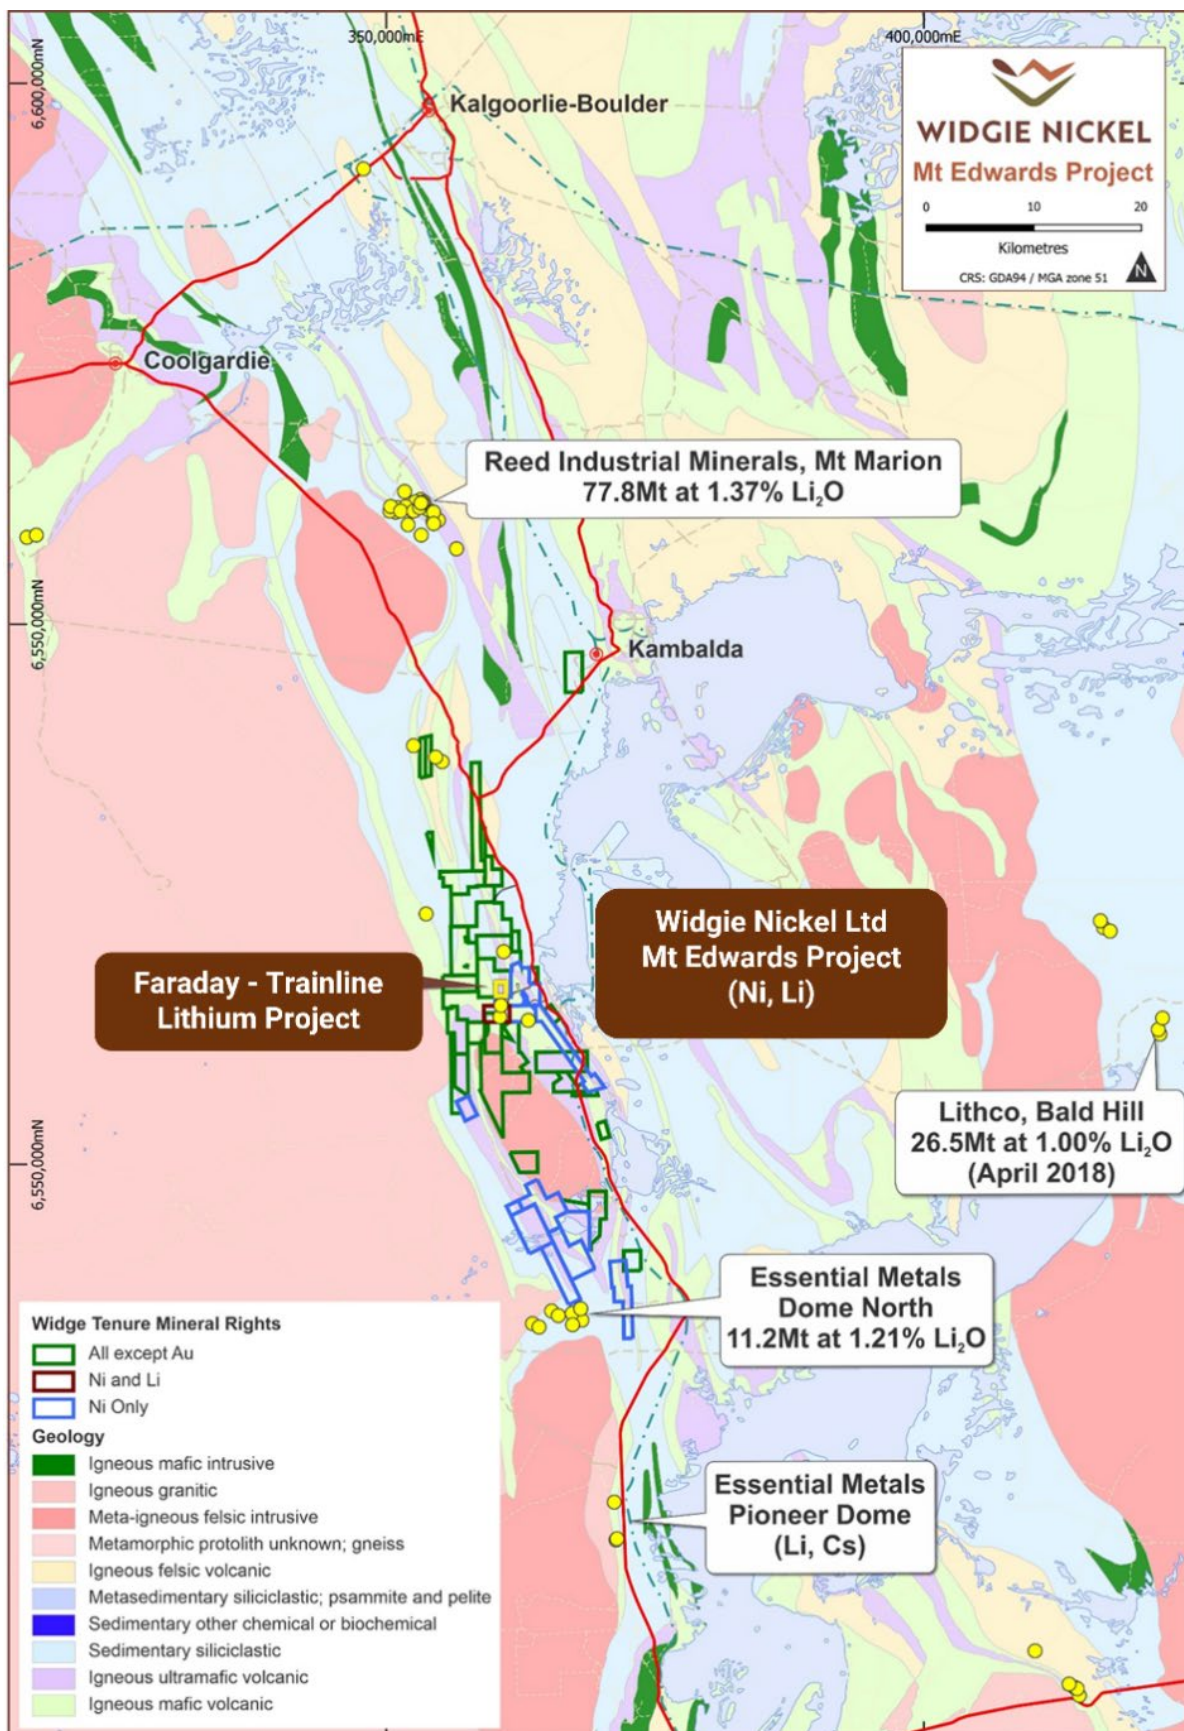 350,000mE
400,000mE
6,600,000mN
Kalgoorlie-Boulder
WIDGIE NICKEL
Mt Edwards Project
0 10 20
Kilometres
CRS: GDA94 / MGA zone 51
N
Coolgardie
Reed Industrial Minerals, Mt Marion
77.8Mt at 1.37% Li₂O
6,550,000mN
Kambalda
Widgie Nickel Ltd
Mt Edwards Project
(Ni, Li)
Faraday - Trainline
Lithium Project
Lithco, Bald Hill
26.5Mt at 1.00% Li₂O
(April 2018)
6,550,000mN
Essential Metals
Dome North
11.2Mt at 1.21% Li₂O
Essential Metals
Pioneer Dome
(Li, Cs)
Widge Tenure Mineral Rights
All except Au
Ni and Li
Ni Only
Geology
Igneous mafic intrusive
Igneous granitic
Meta-igneous felsic intrusive
Metamorphic protolith unknown; gneiss
Igneous felsic volcanic
Metasedimentary siliciclastic; psammite and pelite
Sedimentary other chemical or biochemical
Sedimentary siliciclastic
Igneous ultramafic volcanic
Igneous mafic volcanic